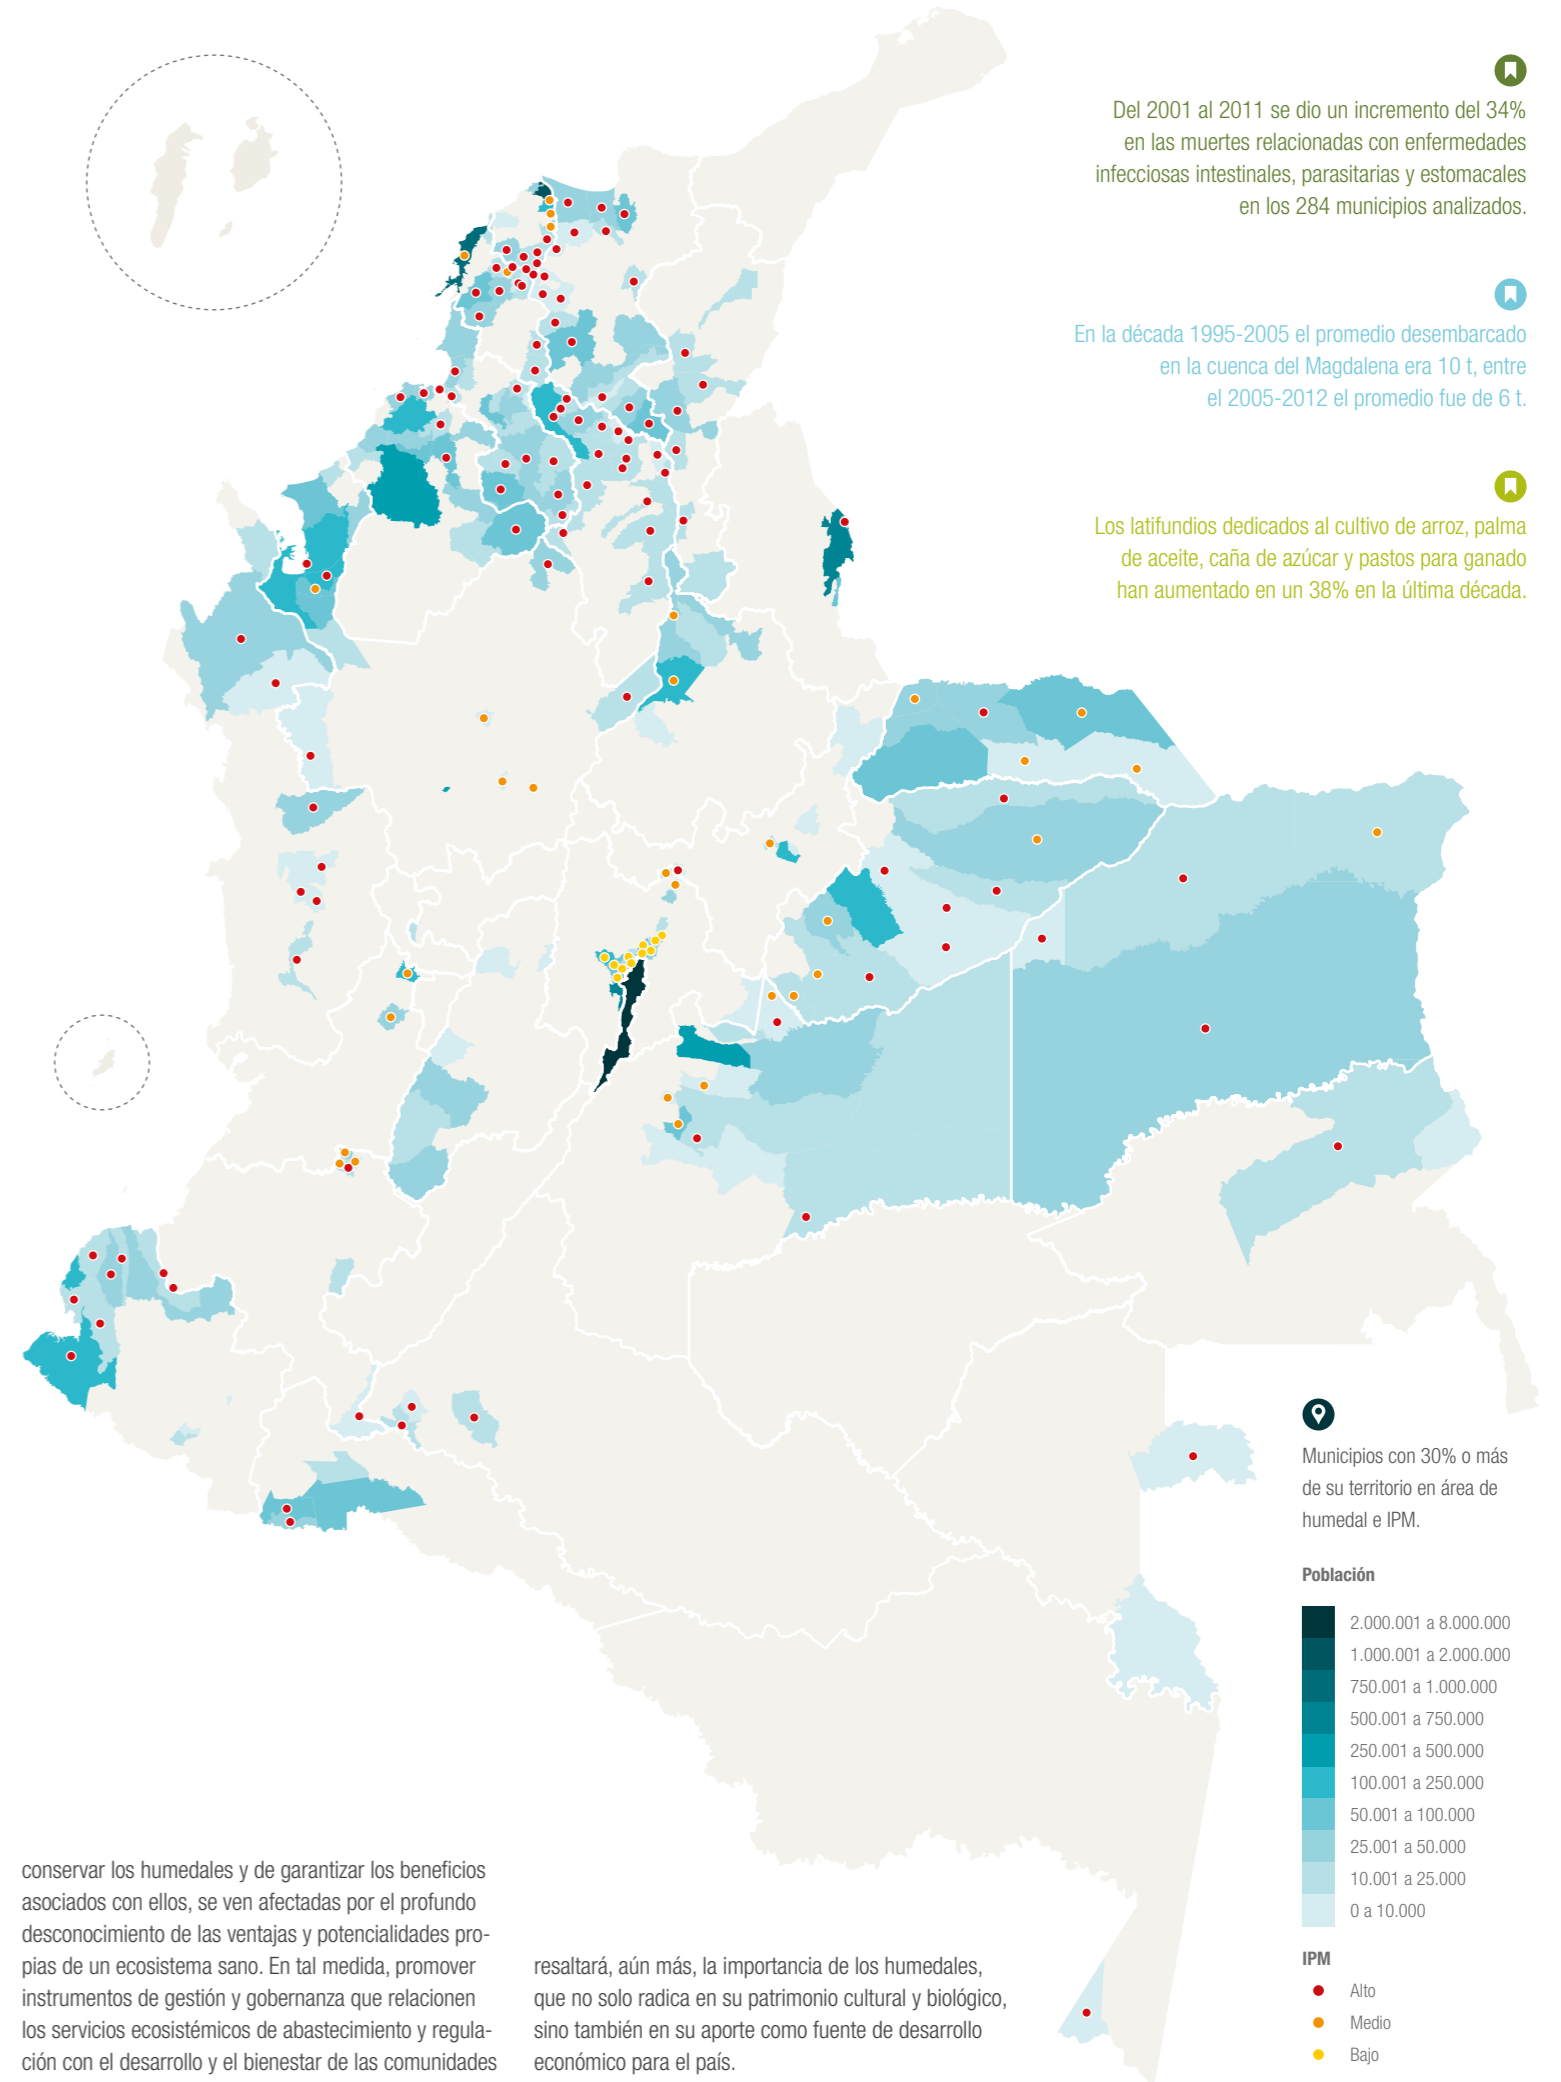 Del 2001 al 2011 se dio un incremento del 34%
en las muertes relacionadas con enfermedades
infecciosas intestinales, parasitarias y estomacales
en los 284 municipios analizados.
En la década 1995-2005 el promedio desembarcado
en la cuenca del Magdalena era 10 t, entre
el 2005-2012 el promedio fue de 6 t.
Los latifundios dedicados al cultivo de arroz, palma
de aceite, caña de azúcar y pastos para ganado
han aumentado en un 38% en la última década.
Municipios con 30% o más
de su territorio en área de
humedal e IPM.
Población
2.000.001 a 8.000.000
1.000.001 a 2.000.000
750.001 a 1.000.000
500.001 a 750.000
250.001 a 500.000
100.001 a 250.000
50.001 a 100.000
25.001 a 50.000
10.001 a 25.000
0 a 10.000
IPM
Alto
Medio
Bajo
conservar los humedales y de garantizar los beneficios
asociados con ellos, se ven afectadas por el profundo
desconocimiento de las ventajas y potencialidades pro-
pias de un ecosistema sano. En tal medida, promover
instrumentos de gestión y gobernanza que relacionen
los servicios ecosistémicos de abastecimiento y regula-
ción con el desarrollo y el bienestar de las comunidades
resaltará, aún más, la importancia de los humedales,
que no solo radica en su patrimonio cultural y biológico,
sino también en su aporte como fuente de desarrollo
económico para el país.